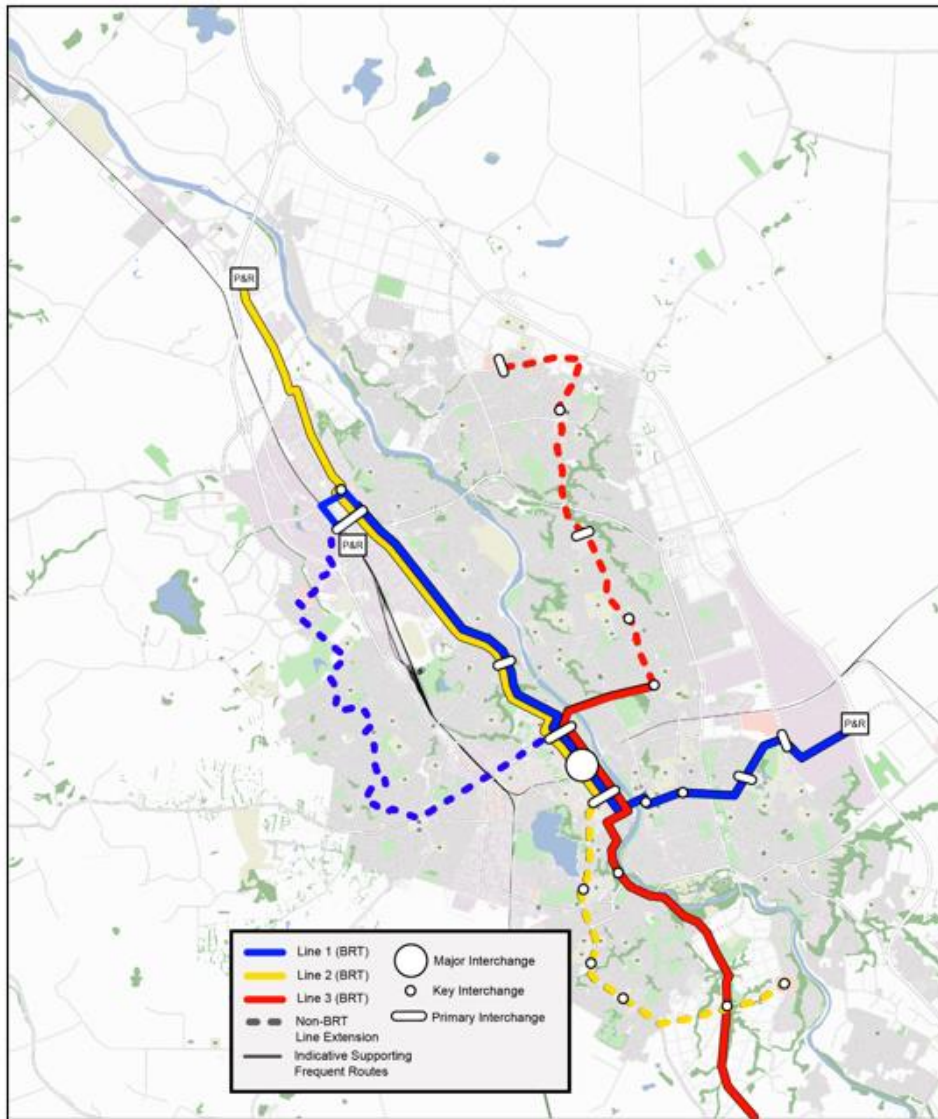 P&R
P&R
P&R
Line 1 (BRT)
Line 2 (BRT)
Line 3 (BRT)
Non-BRT
Line Extension
Indicative Supporting
Frequent Routes
Major Interchange
Key Interchange
Primary Interchange